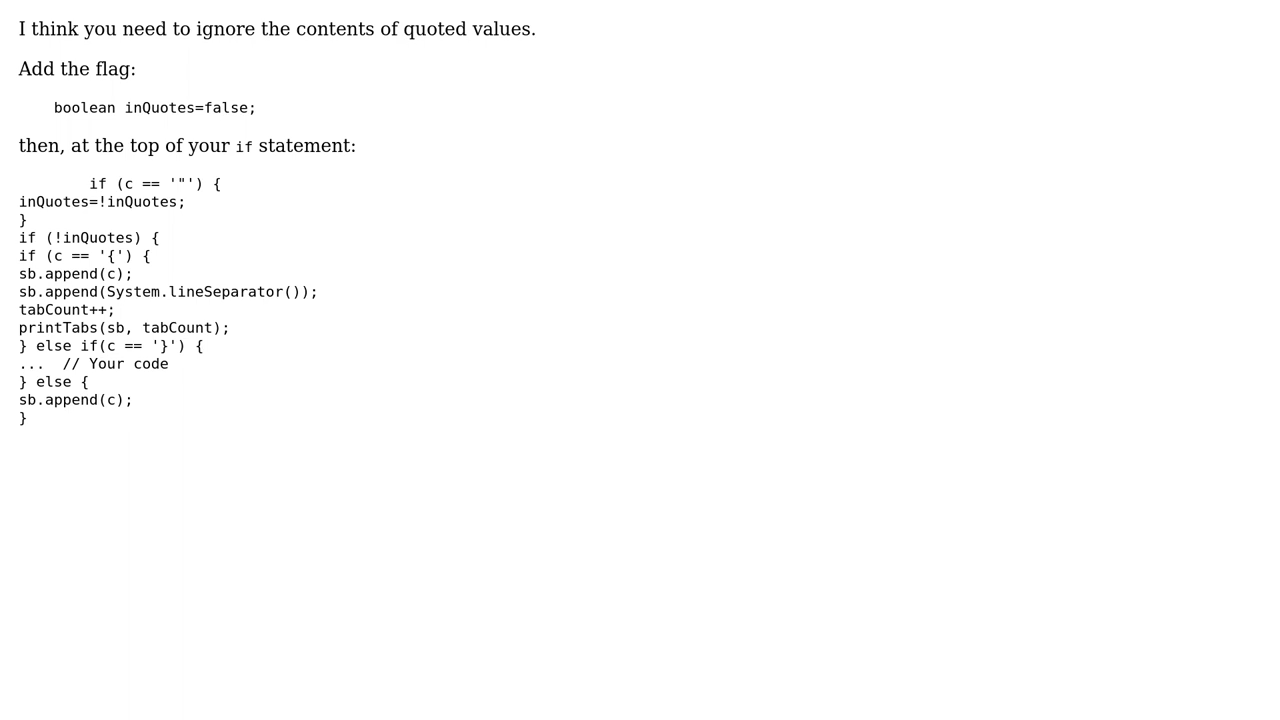 I think you need to ignore the contents of quoted values.
Add the flag:
boolean inQuotes=false;
then, at the top of your if statement:
if (c == '"') {
inQuotes=!inQuotes;
}
if (!inQuotes) {
if (c == '{') {
sb.append(c);
sb.append(System.lineSeparator());
tabCount++;
printTabs(sb, tabCount);
} else if(c == '}') {
...  // Your code
} else {
sb.append(c);
}